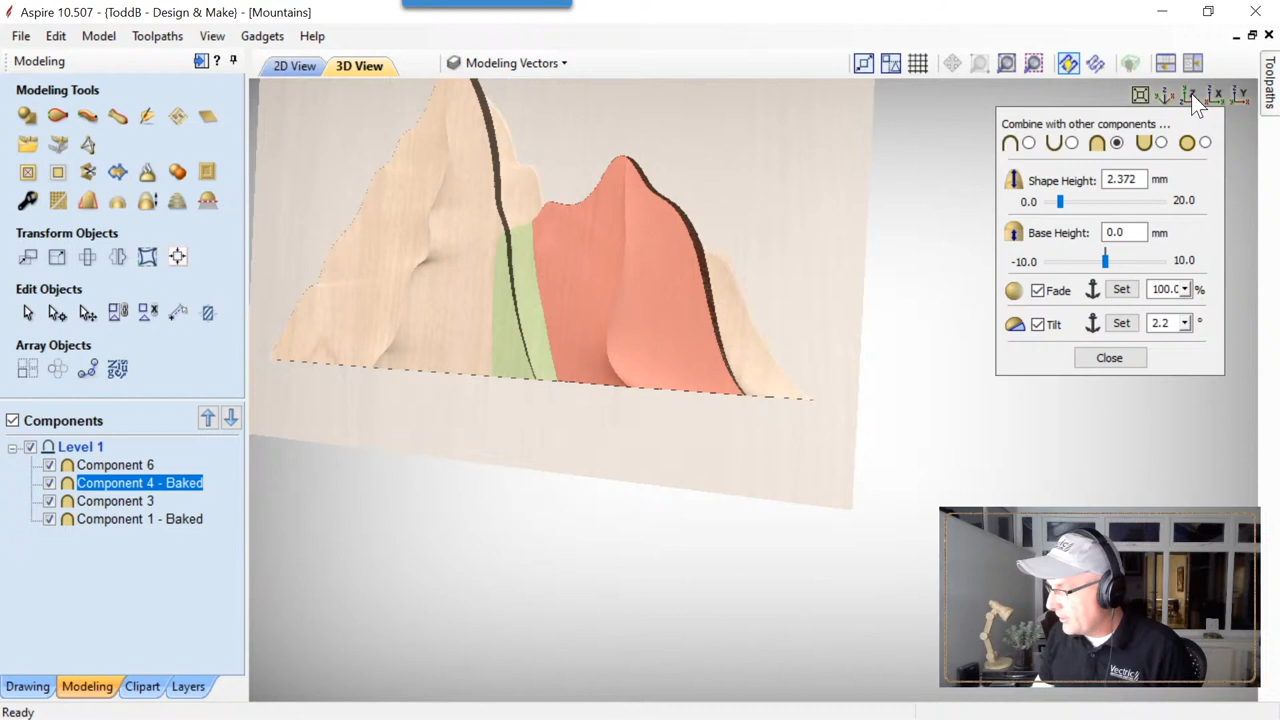 Aspire 10.507 - {ToddB - Design & Make} - [Mountains]
File Edit Model Toolpaths View Gadgets Help
Modeling
2D View 3D View Modeling Vectors
Toolpaths
Modeling Tools
Transform Objects
Edit Objects
Array Objects
Components
Level 1
Component 6
Component 4 - Baked
Component 3
Component 1 - Baked
Combine with other components ...
Shape Height: 2.372 mm
0.0 20.0
Base Height: 0.0 mm
-10.0 10.0
Fade Set 100.0 %
Tilt Set 2.2 °
Close
Vectric
Drawing Modeling Clipart Layers
Ready